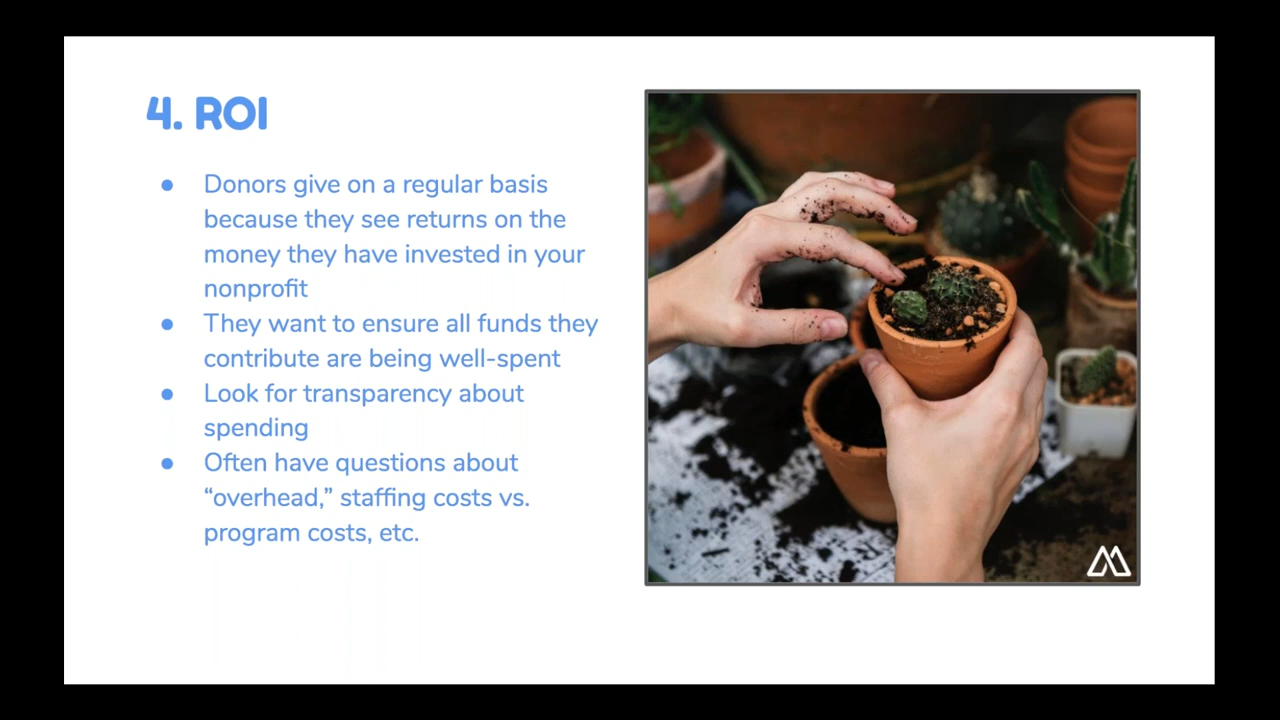 4. ROI
● Donors give on a regular basis
because they see returns on the
money they have invested in your
nonprofit
● They want to ensure all funds they
contribute are being well-spent
● Look for transparency about
spending
● Often have questions about
“overhead,” staffing costs vs.
program costs, etc.